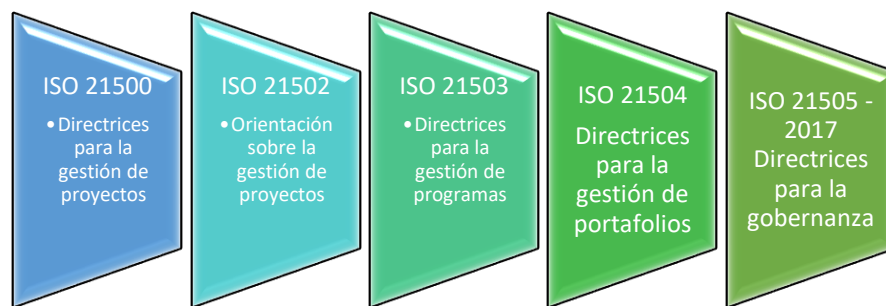 ISO 21500
• Directrices
para la
gestión de
proyectos
ISO 21502
• Orientación
sobre la
gestión de
proyectos
ISO 21503
• Directrices
para la
gestión de
programas
ISO 21504
Directrices
para la
gestión de
portafolios
ISO 21505 -
2017
Directrices
para la
gobernanza